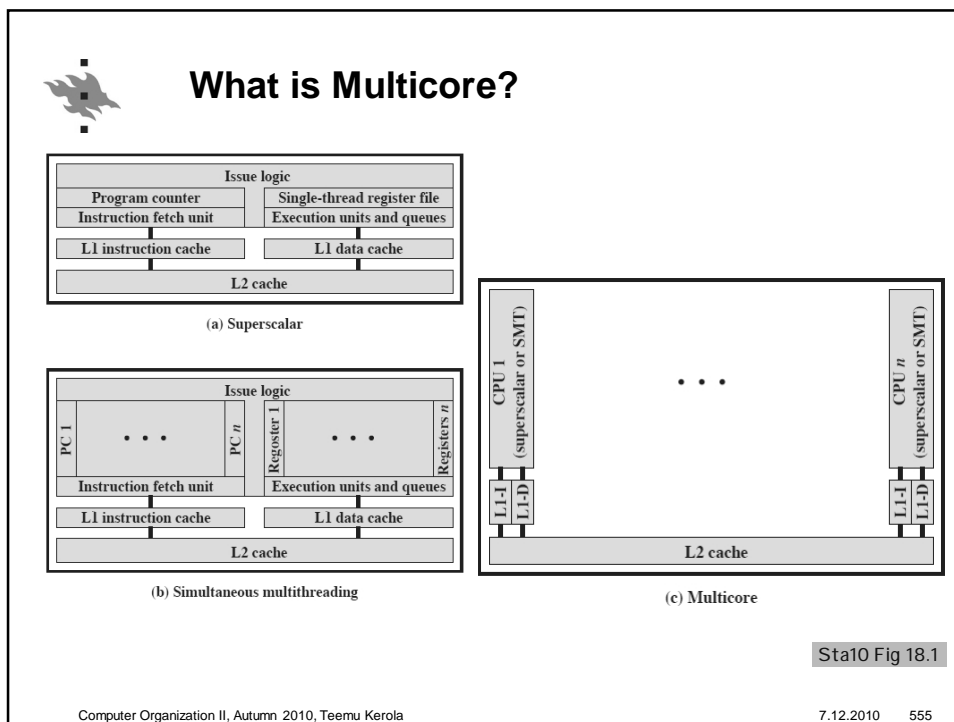 What is Multicore?
Issue logic
Program counter
Single-thread register file
Instruction fetch unit
Execution units and queues
L1 instruction cache
L1 data cache
L2 cache
(a) Superscalar
Issue logic
PC 1
• • •
PC n
Regoster 1
• • •
Registers n
Instruction fetch unit
Execution units and queues
L1 instruction cache
L1 data cache
L2 cache
(b) Simultaneous multithreading
CPU 1
(superscalar or SMT)
• • •
CPU n
(superscalar or SMT)
L1-I
L1-D
L1-I
L1-D
L2 cache
(c) Multicore
Sta10 Fig 18.1
Computer Organization II, Autumn 2010, Teemu Kerola
7.12.2010 555